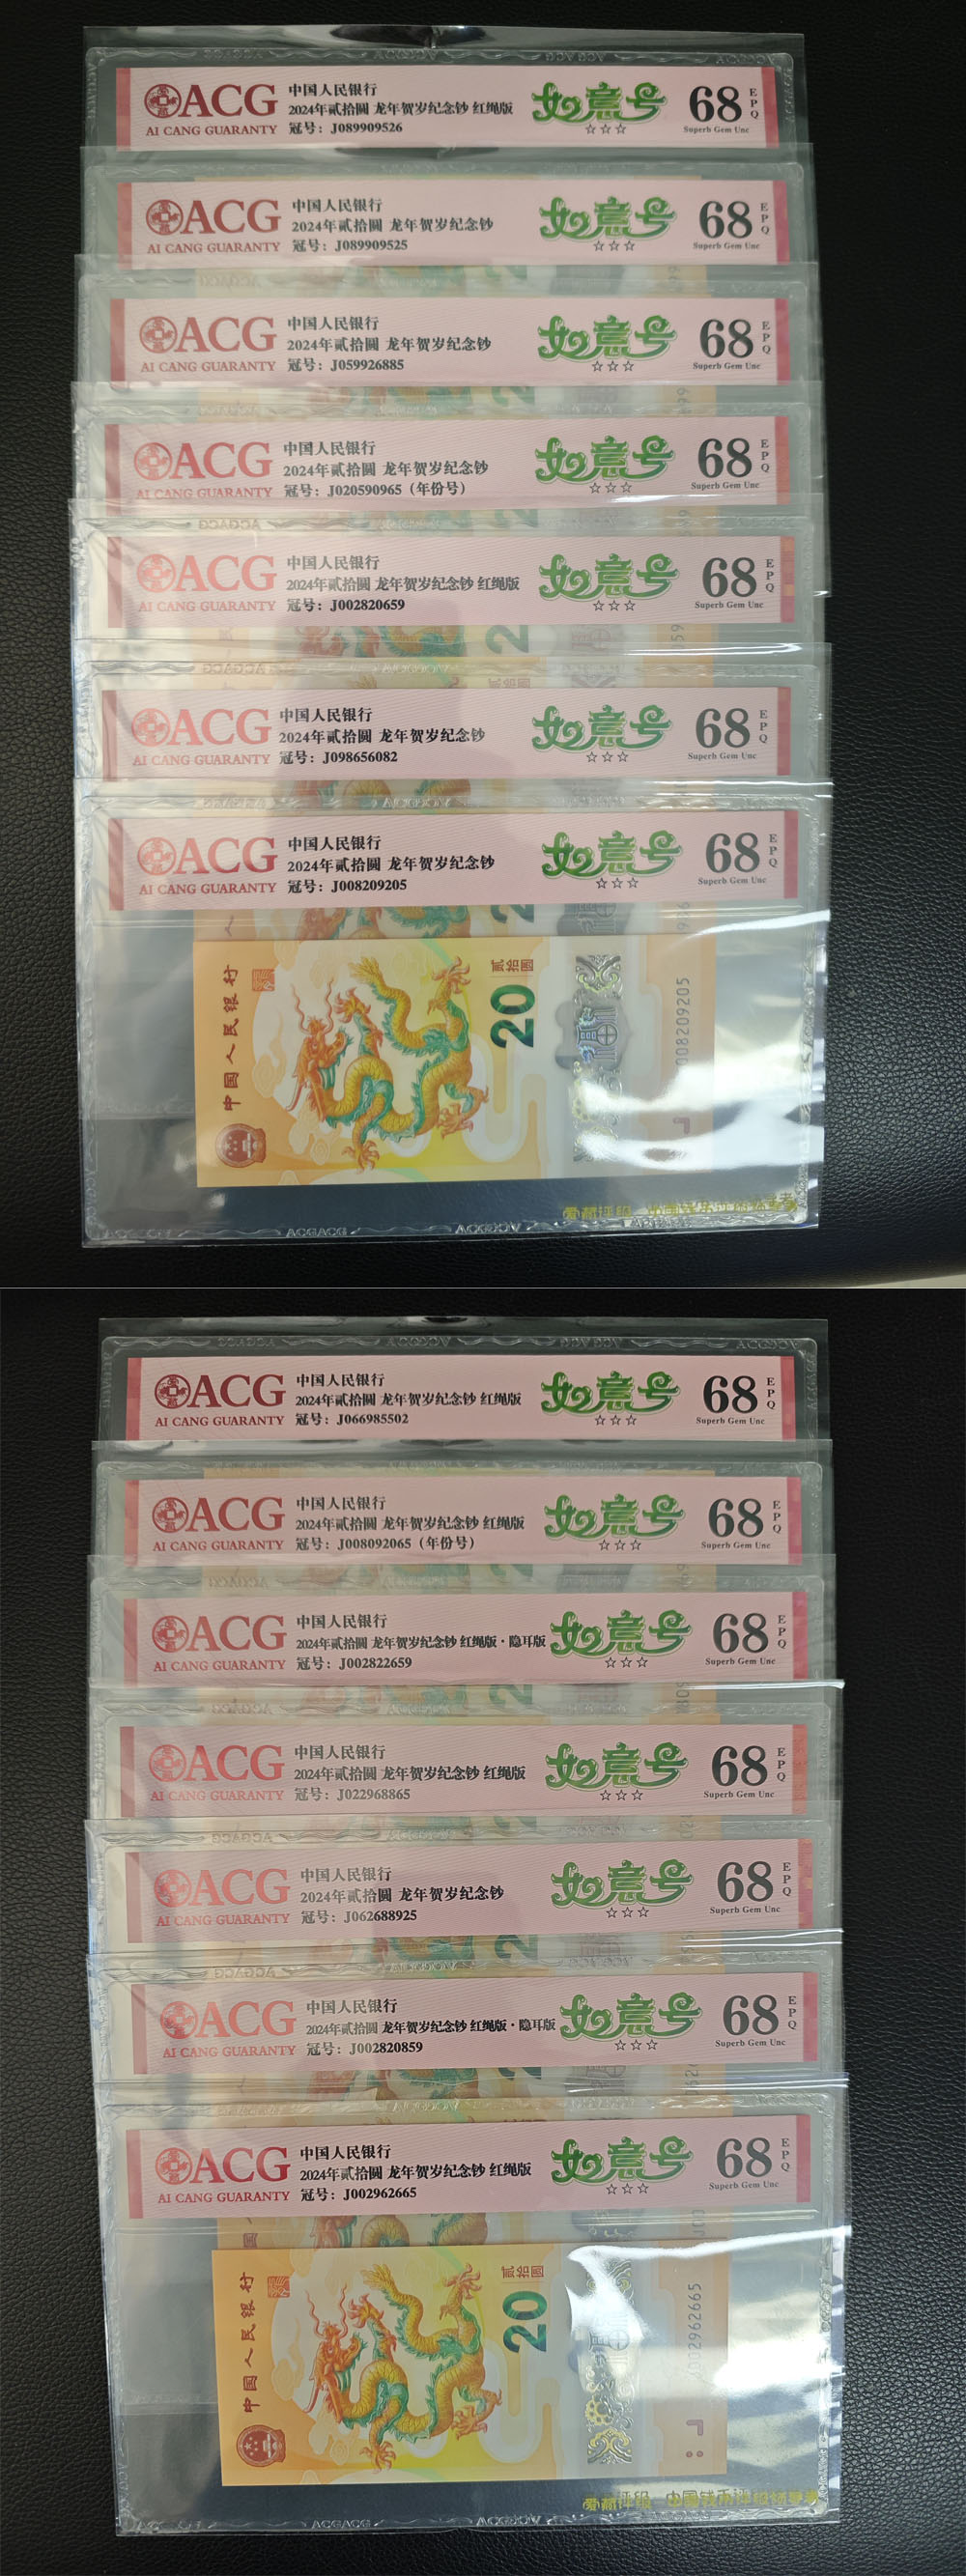 ACG
AI CANG GUARANTY
中国人民银行
2024年贰拾圆 龙年贺岁纪念钞 红绳版
冠号：J089909526
如意号
☆☆☆
68
EPQ
Superb Gem Unc
ACG
AI CANG GUARANTY
中国人民银行
2024年贰拾圆 龙年贺岁纪念钞
冠号：J089909525
如意号
☆☆☆
68
EPQ
Superb Gem Unc
ACG
AI CANG GUARANTY
中国人民银行
2024年贰拾圆 龙年贺岁纪念钞
冠号：J059926885
如意号
☆☆☆
68
EPQ
Superb Gem Unc
ACG
AI CANG GUARANTY
中国人民银行
2024年贰拾圆 龙年贺岁纪念钞
冠号：J020590965（年份号）
如意号
☆☆☆
68
EPQ
Superb Gem Unc
ACG
AI CANG GUARANTY
中国人民银行
2024年贰拾圆 龙年贺岁纪念钞 红绳版
冠号：J002820659
如意号
☆☆☆
68
EPQ
Superb Gem Unc
ACG
AI CANG GUARANTY
中国人民银行
2024年贰拾圆 龙年贺岁纪念钞
冠号：J098656082
如意号
☆☆☆
68
EPQ
Superb Gem Unc
ACG
AI CANG GUARANTY
中国人民银行
2024年贰拾圆 龙年贺岁纪念钞
冠号：J008209205
如意号
☆☆☆
68
EPQ
Superb Gem Unc
中国人民银行
贰拾圆
20
J008209205
ACGACG
ACG
AI CANG GUARANTY
中国人民银行
2024年贰拾圆 龙年贺岁纪念钞 红绳版
冠号：J066985502
如意号
☆☆☆
68
EPQ
Superb Gem Unc
ACG
AI CANG GUARANTY
中国人民银行
2024年贰拾圆 龙年贺岁纪念钞 红绳版
冠号：J008092065（年份号）
如意号
☆☆☆
68
EPQ
Superb Gem Unc
ACG
AI CANG GUARANTY
中国人民银行
2024年贰拾圆 龙年贺岁纪念钞 红绳版·隐耳版
冠号：J002822659
如意号
☆☆☆
68
EPQ
Superb Gem Unc
ACG
AI CANG GUARANTY
中国人民银行
2024年贰拾圆 龙年贺岁纪念钞 红绳版
冠号：J022968865
如意号
☆☆☆
68
EPQ
Superb Gem Unc
ACG
AI CANG GUARANTY
中国人民银行
2024年贰拾圆 龙年贺岁纪念钞
冠号：J062688925
如意号
☆☆☆
68
EPQ
Superb Gem Unc
ACG
AI CANG GUARANTY
中国人民银行
2024年贰拾圆 龙年贺岁纪念钞 红绳版·隐耳版
冠号：J002820859
如意号
☆☆☆
68
EPQ
Superb Gem Unc
ACG
AI CANG GUARANTY
中国人民银行
2024年贰拾圆 龙年贺岁纪念钞 红绳版
冠号：J002962665
如意号
☆☆☆
68
EPQ
Superb Gem Unc
中国人民银行
贰拾圆
20
J002962665
爱藏评级
ACGACG